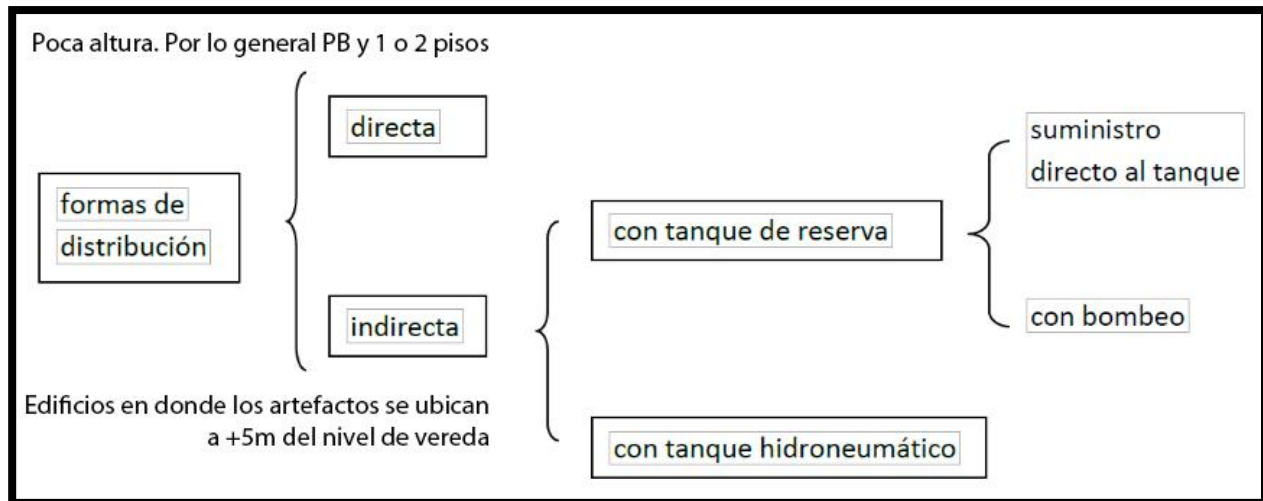 Poca altura. Por lo general PB y 1 o 2 pisos
formas de
distribución
directa
indirecta
Edificios en donde los artefactos se ubican
a +5m del nivel de vereda
con tanque de reserva
con tanque hidroneumático
suministro
directo al tanque
con bombeo